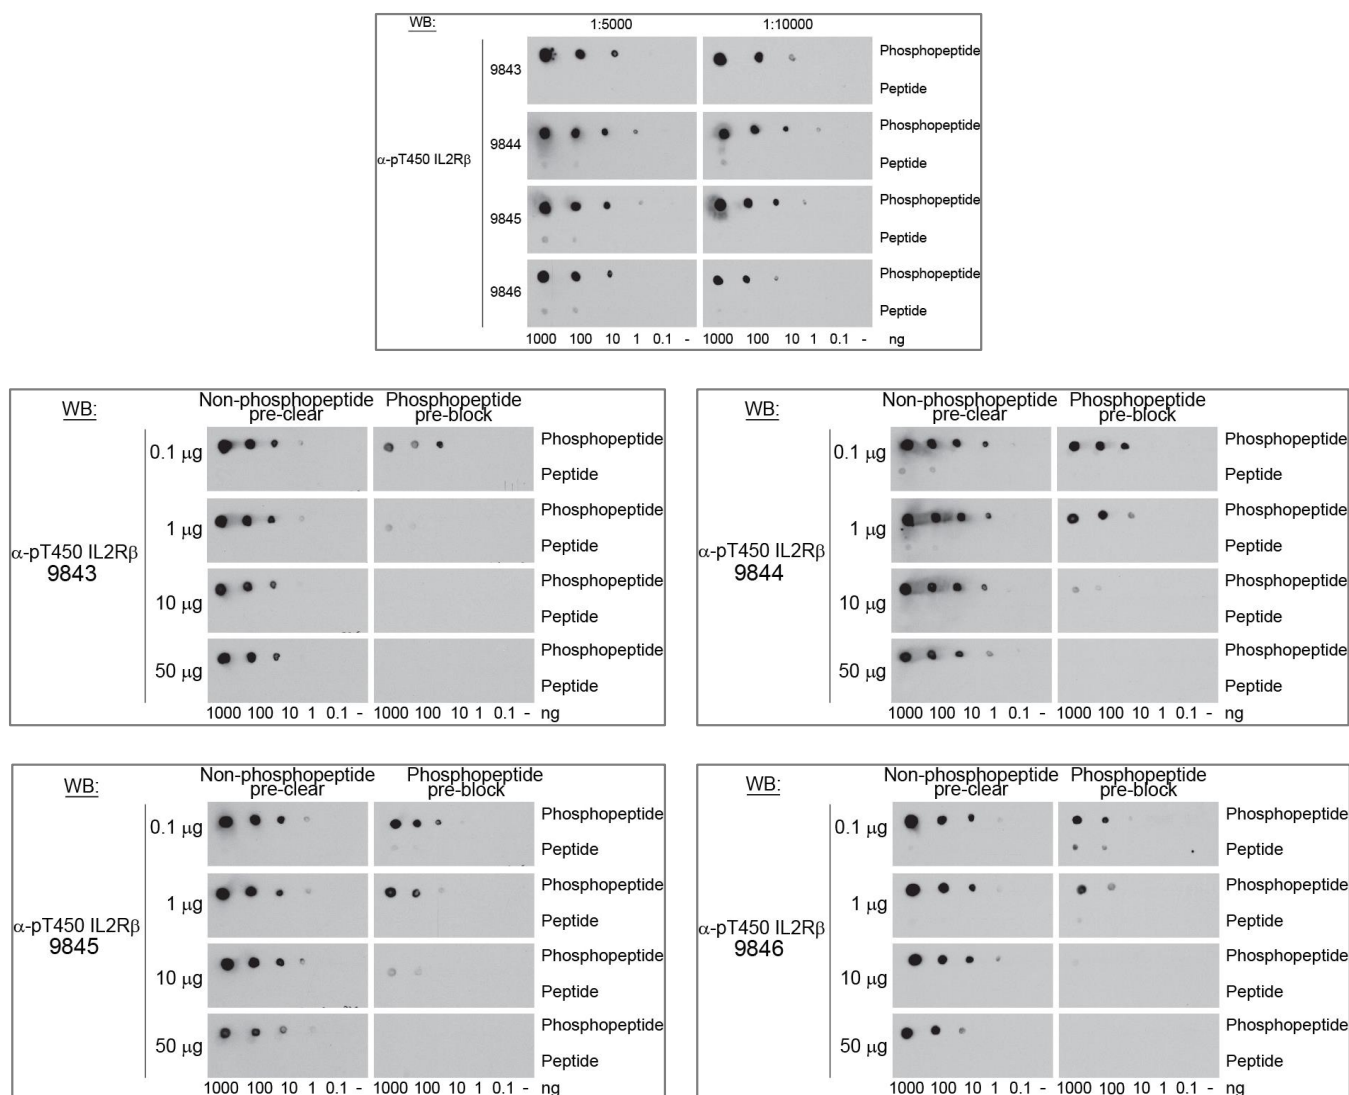 WB: 1:5000 1:10000
9843 Phosphopeptide
Peptide
α-pT450 IL2Rβ
9844 Phosphopeptide
Peptide
9845 Phosphopeptide
Peptide
9846 Phosphopeptide
Peptide
1000 100 10 1 0.1 - 1000 100 10 1 0.1 - ng
WB: Non-phosphopeptide Phosphopeptide
pre-clear pre-block
0.1 μg Phosphopeptide
Peptide
1 μg Phosphopeptide
Peptide
α-pT450 IL2Rβ
9843
10 μg Phosphopeptide
Peptide
50 μg Phosphopeptide
Peptide
1000 100 10 1 0.1 - 1000 100 10 1 0.1 - ng
WB: Non-phosphopeptide Phosphopeptide
pre-clear pre-block
0.1 μg Phosphopeptide
Peptide
1 μg Phosphopeptide
Peptide
α-pT450 IL2Rβ
9844
10 μg Phosphopeptide
Peptide
50 μg Phosphopeptide
Peptide
1000 100 10 1 0.1 - 1000 100 10 1 0.1 - ng
WB: Non-phosphopeptide Phosphopeptide
pre-clear pre-block
0.1 μg Phosphopeptide
Peptide
1 μg Phosphopeptide
Peptide
α-pT450 IL2Rβ
9845
10 μg Phosphopeptide
Peptide
50 μg Phosphopeptide
Peptide
1000 100 10 1 0.1 - 1000 100 10 1 0.1 - ng
WB: Non-phosphopeptide Phosphopeptide
pre-clear pre-block
0.1 μg Phosphopeptide
Peptide
1 μg Phosphopeptide
Peptide
α-pT450 IL2Rβ
9846
10 μg Phosphopeptide
Peptide
50 μg Phosphopeptide
Peptide
1000 100 10 1 0.1 - 1000 100 10 1 0.1 - ng